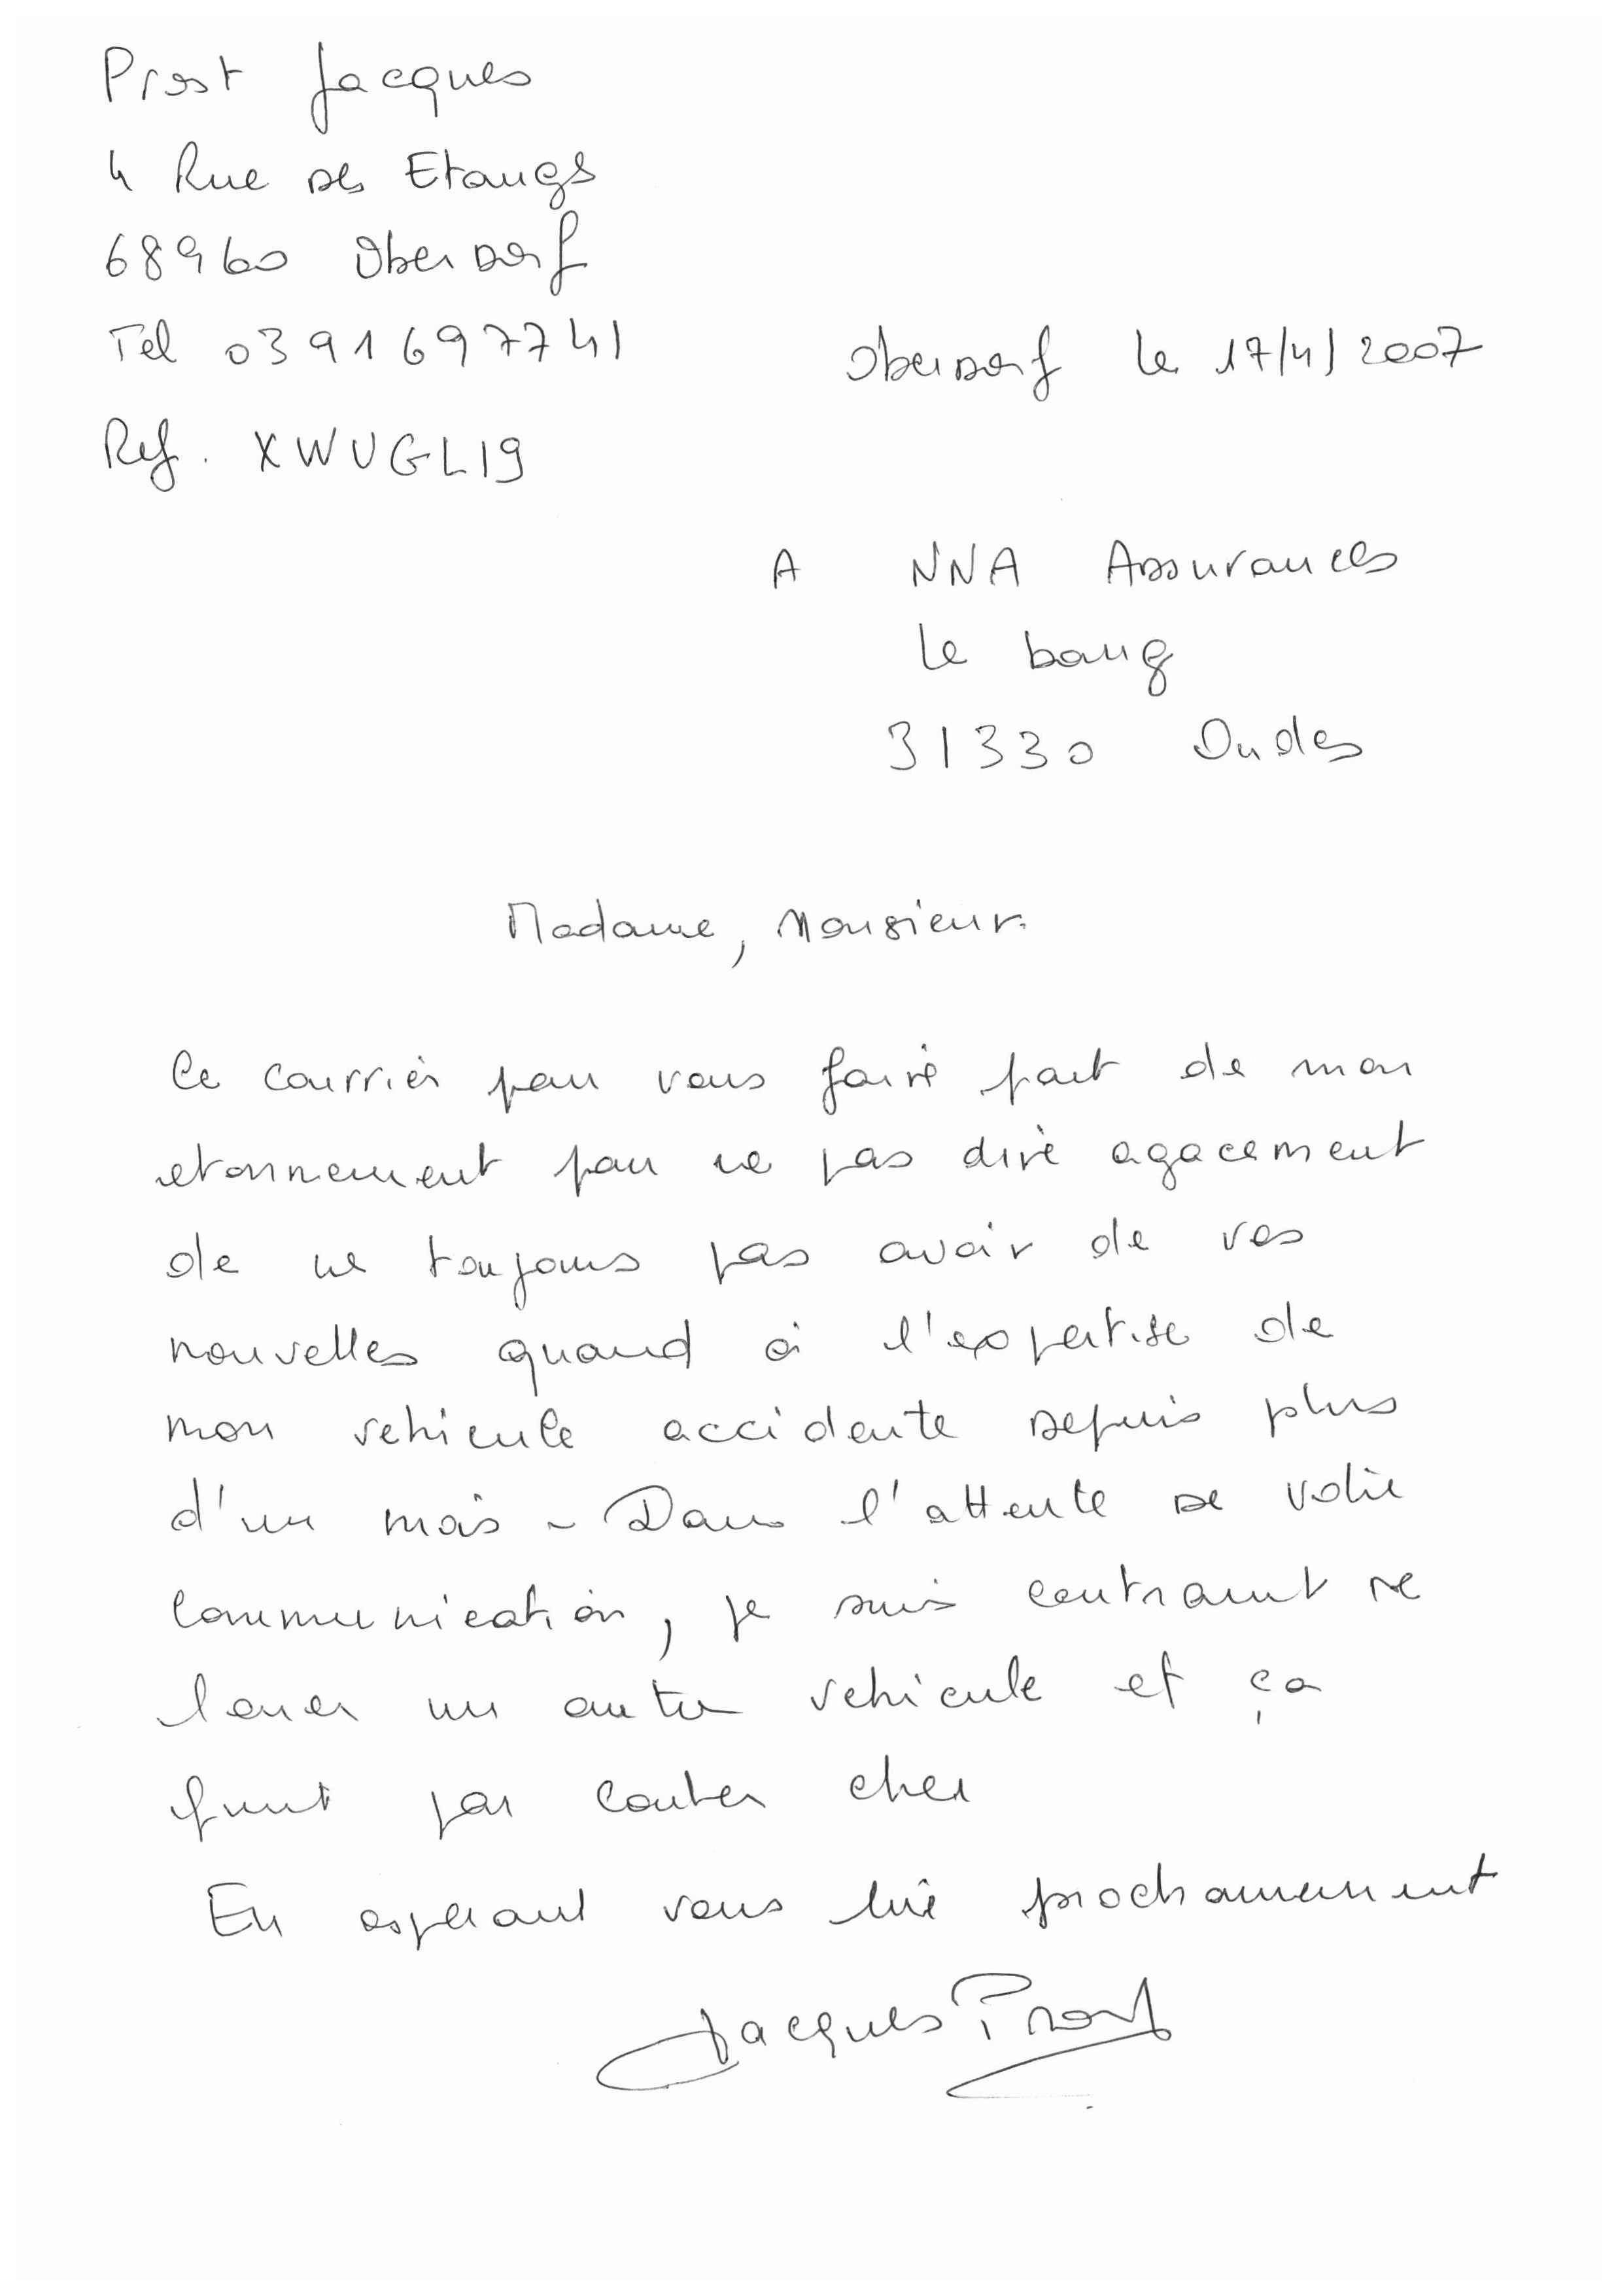 Prost Jacques
4 Rue des Etangs
68960 Oberdorf
Tel 0391697741
Oberdorf le 17/4/2007
Ref. XWUGL19
A NNA Assurances
Le bourg
31330 Ondes
Madame, Monsieur.
Ce courrier pour vous faire part de mon
etonnement pour ne pas dire agacement
de ne toujours pas avoir de vos
nouvelles quand à l'expertise de
mon vehicule accidente depuis plus
d'un mois - Dans l'attente de votre
communication, je suis contraint de
louer un autre vehicule et ça
finit par couter cher
En esperant vous lire prochainement
Jacques Prost